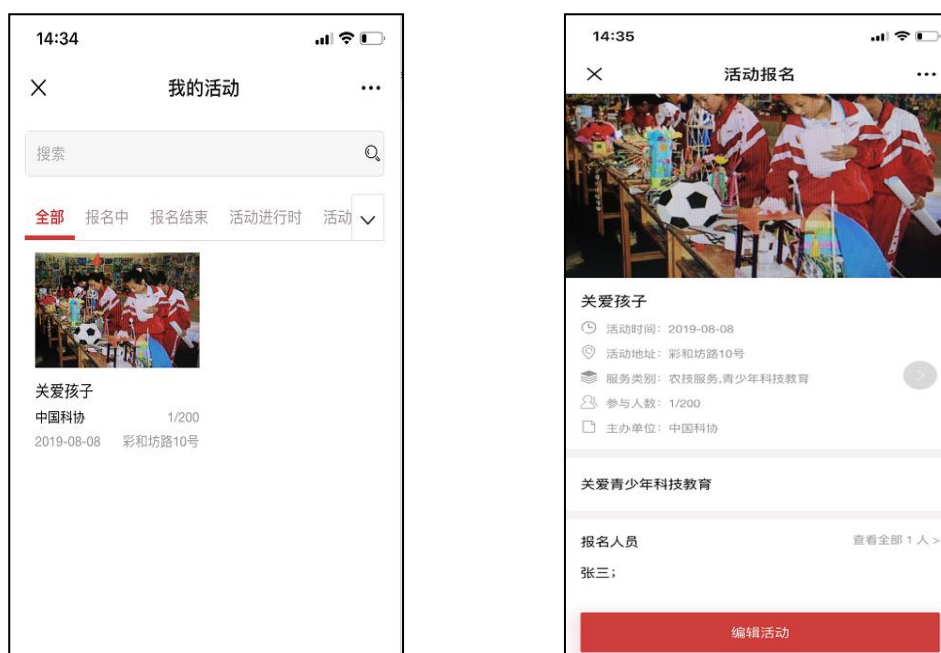 14:34
我的活动
搜索
全部 报名中 报名结束 活动进行时 活动
关爱孩子
中国科协 1/200
2019-08-08 彩和坊路10号
14:35
活动报名
关爱孩子
活动时间：2019-08-08
活动地址：彩和坊路10号
服务类别：农技服务,青少年科技教育
参与人数：1/200
主办单位：中国科协
关爱青少年科技教育
报名人员 查看全部 1 人 >
张三；
编辑活动